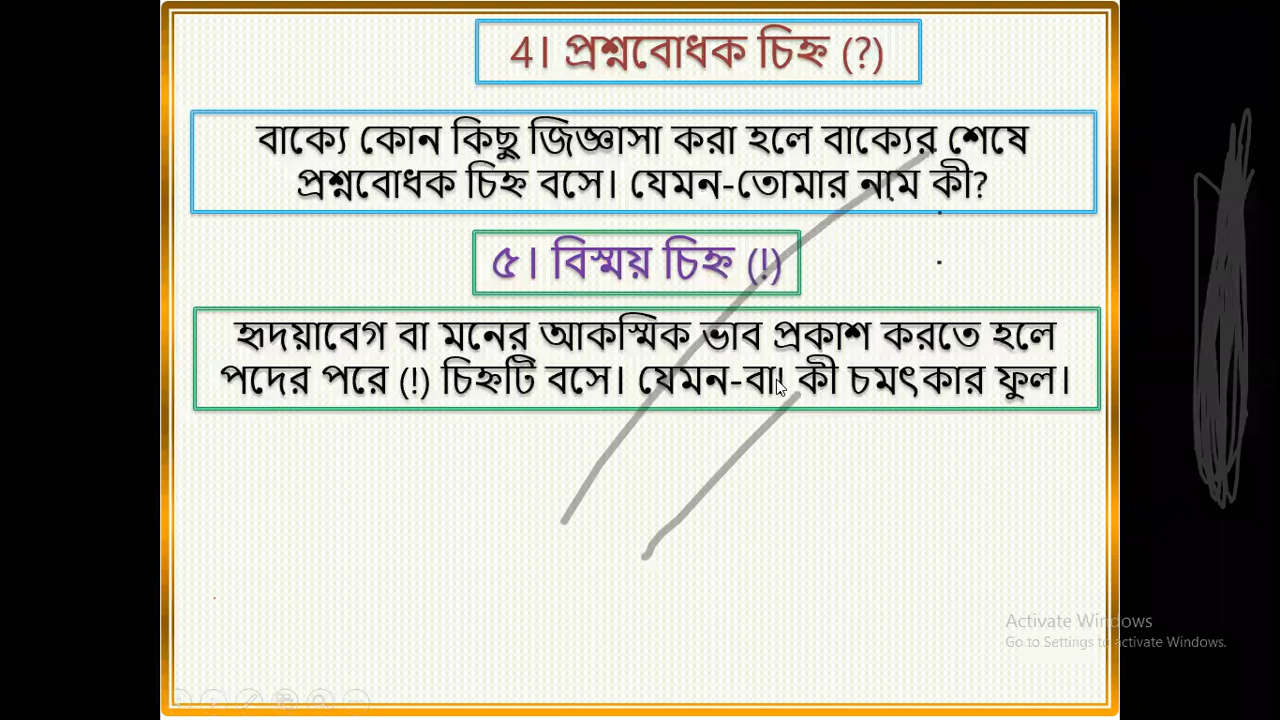 4। প্রশ্নবোধক চিহ্ন (?)
বাক্যে কোন কিছু জিজ্ঞাসা করা হলে বাক্যের শেষে
প্রশ্নবোধক চিহ্ন বসে। যেমন-তোমার নাম কী?
৫। বিস্ময় চিহ্ন (!)
হৃদয়াবেগ বা মনের আকস্মিক ভাব প্রকাশ করতে হলে
পদের পরে (!) চিহ্নটি বসে। যেমন-বা! কী চমৎকার ফুল।
Activate Windows
Go to Settings to activate Windows.